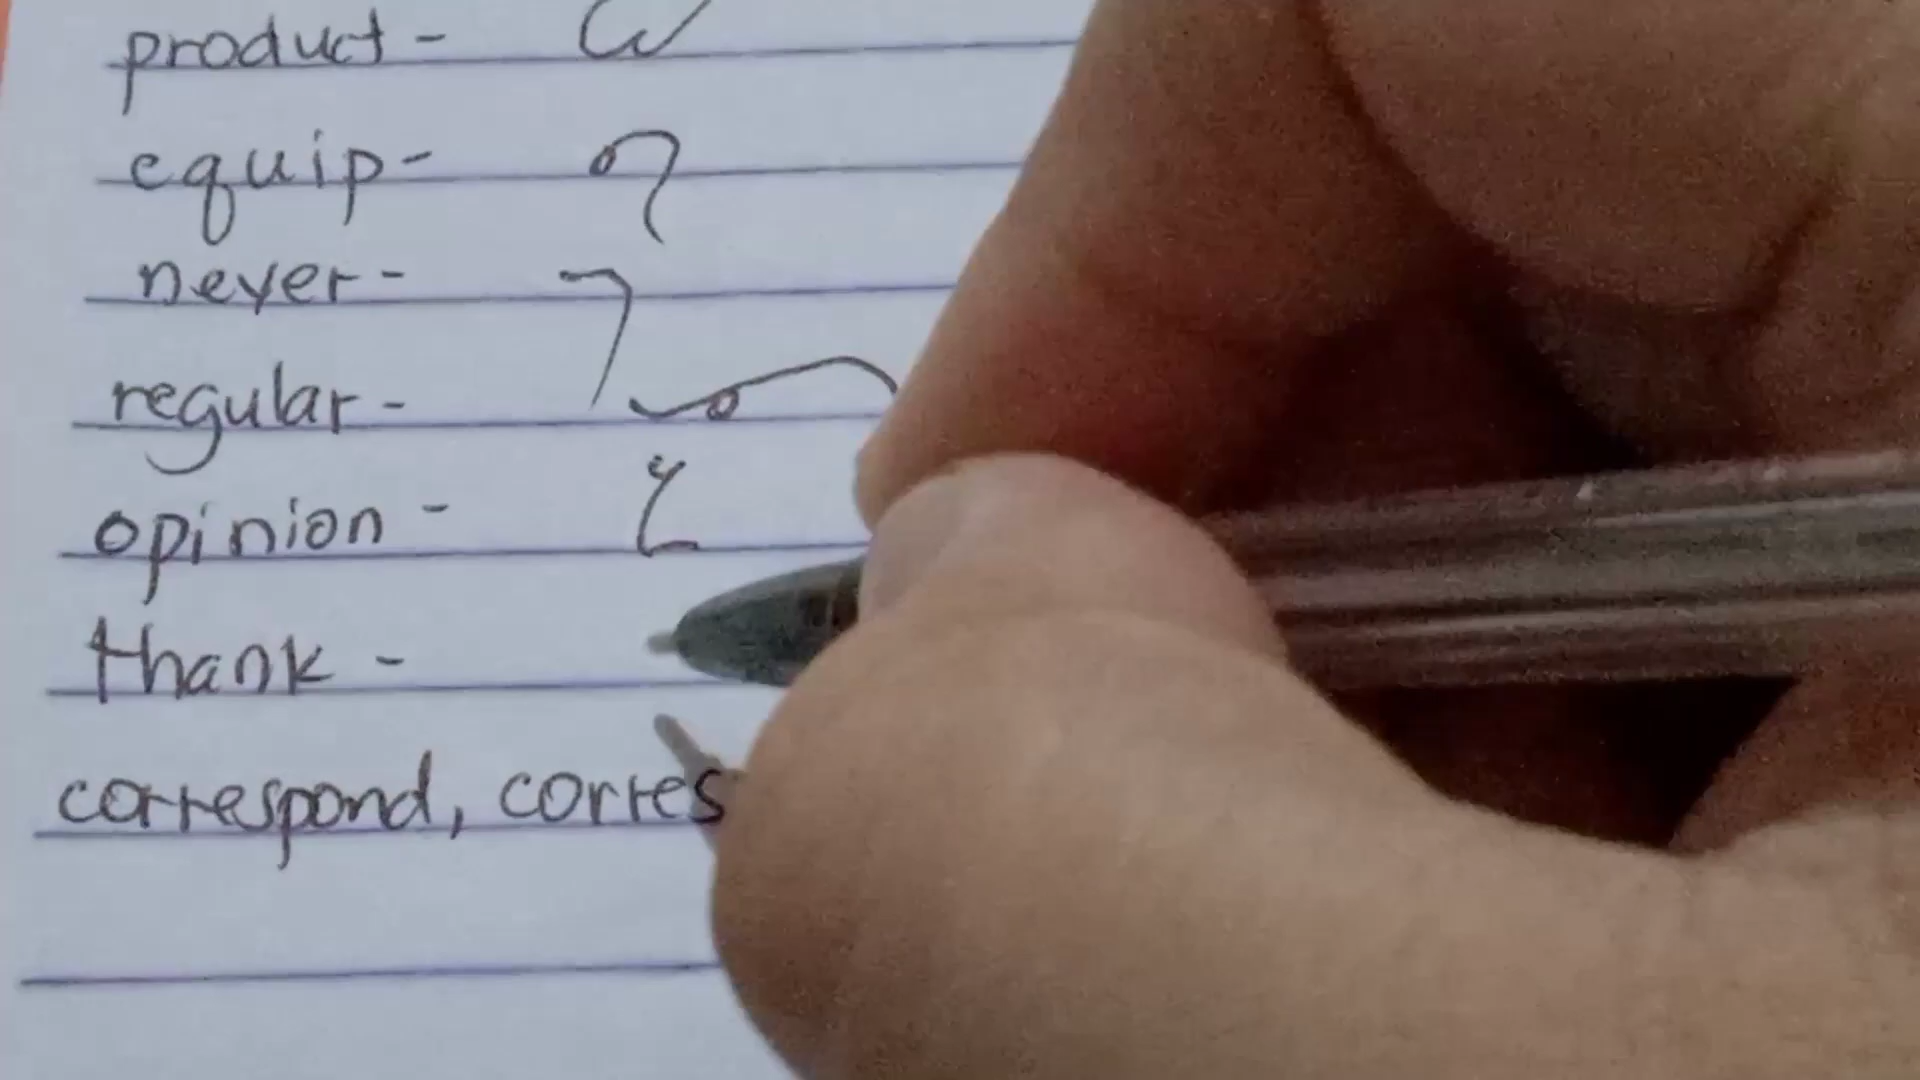 product -
equip -
never -
regular -
opinion -
thank -
correspond, corres